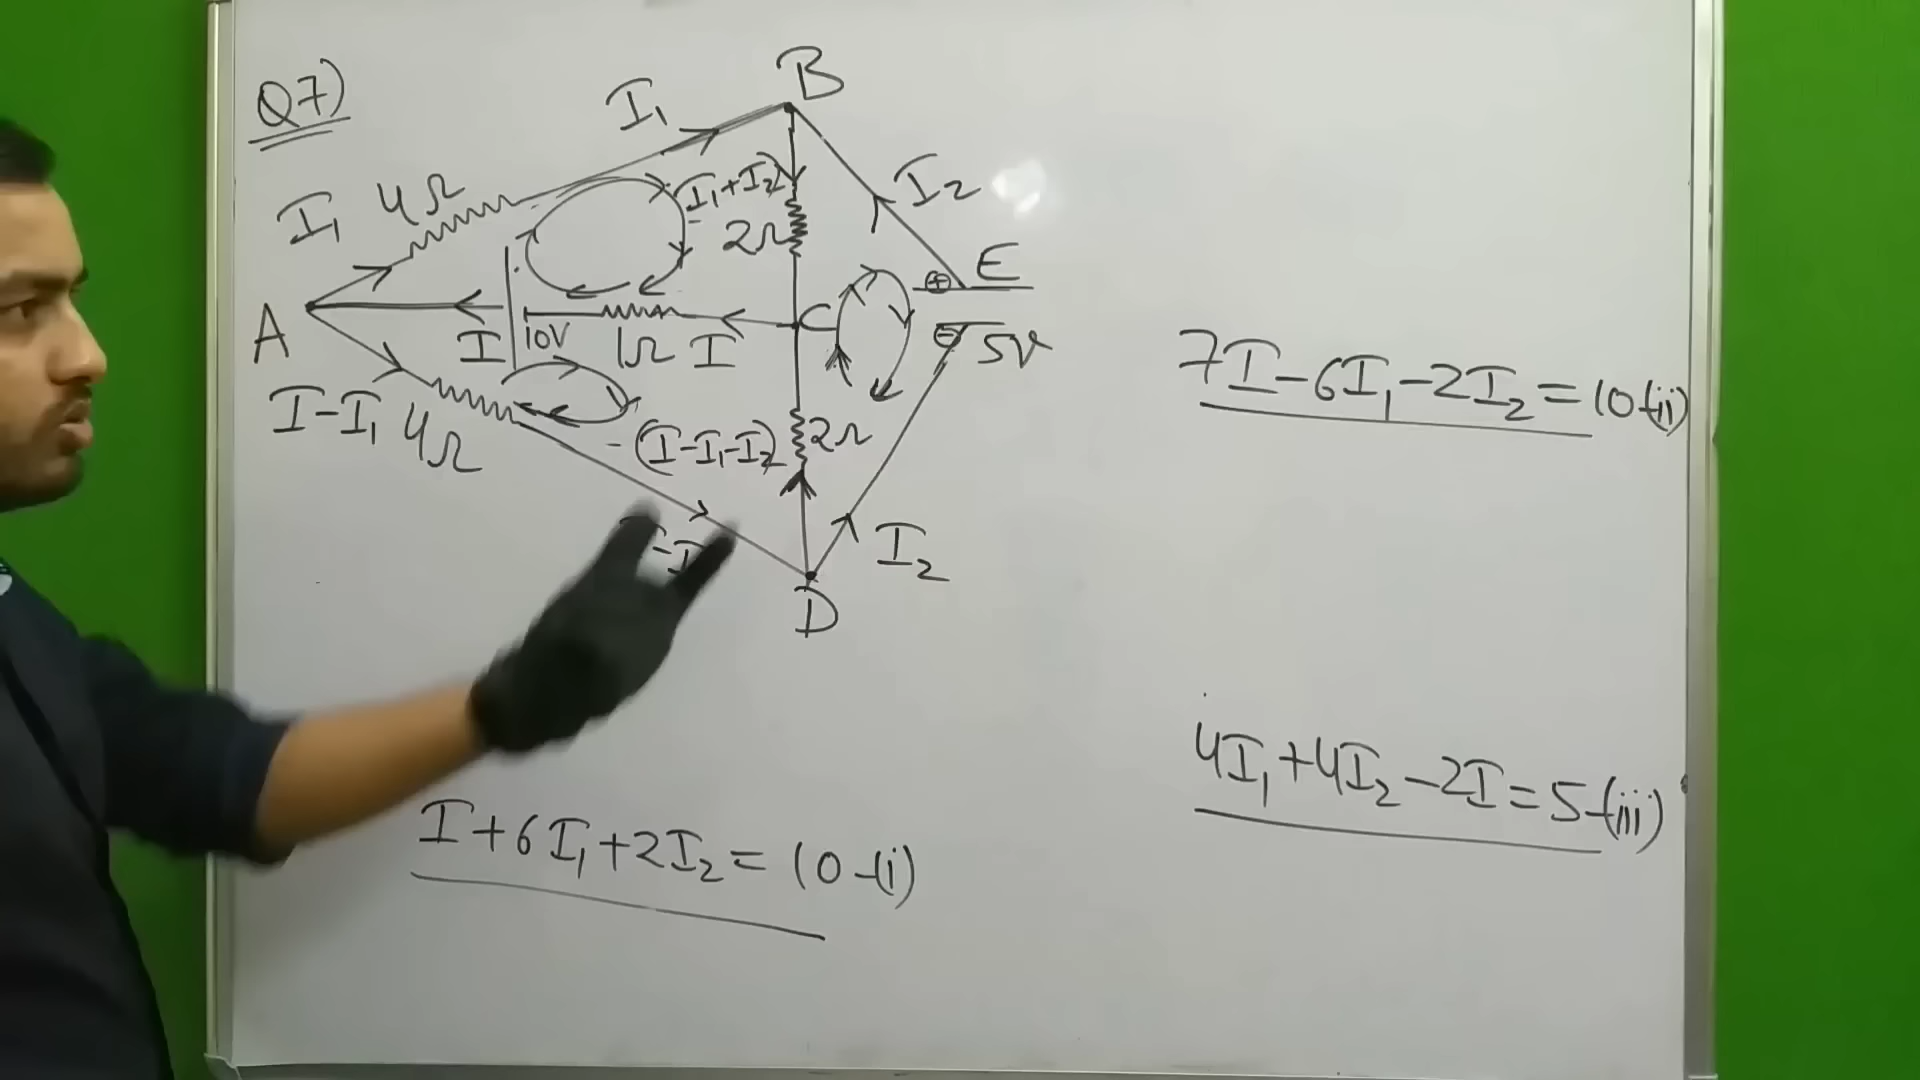 Q7)
B
I₁
I₁ 4Ω
I₁+I₂
2Ω
I₂
E
A
I
10V
1Ω I
C
5V
I-I₁ 4Ω
-(I-I₁-I₂)
2Ω
I₂
D
7I-6I₁-2I₂=10-(ii)
4I₁+4I₂-2I=5-(iii)
I+6I₁+2I₂=10-(i)